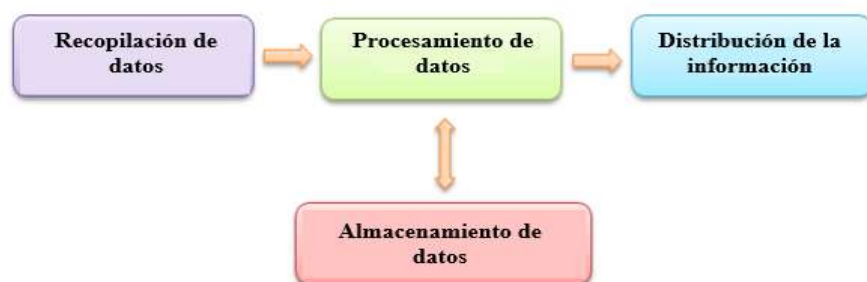 Recopilación de
datos
Procesamiento de
datos
Distribución de la
información
Almacenamiento de
datos